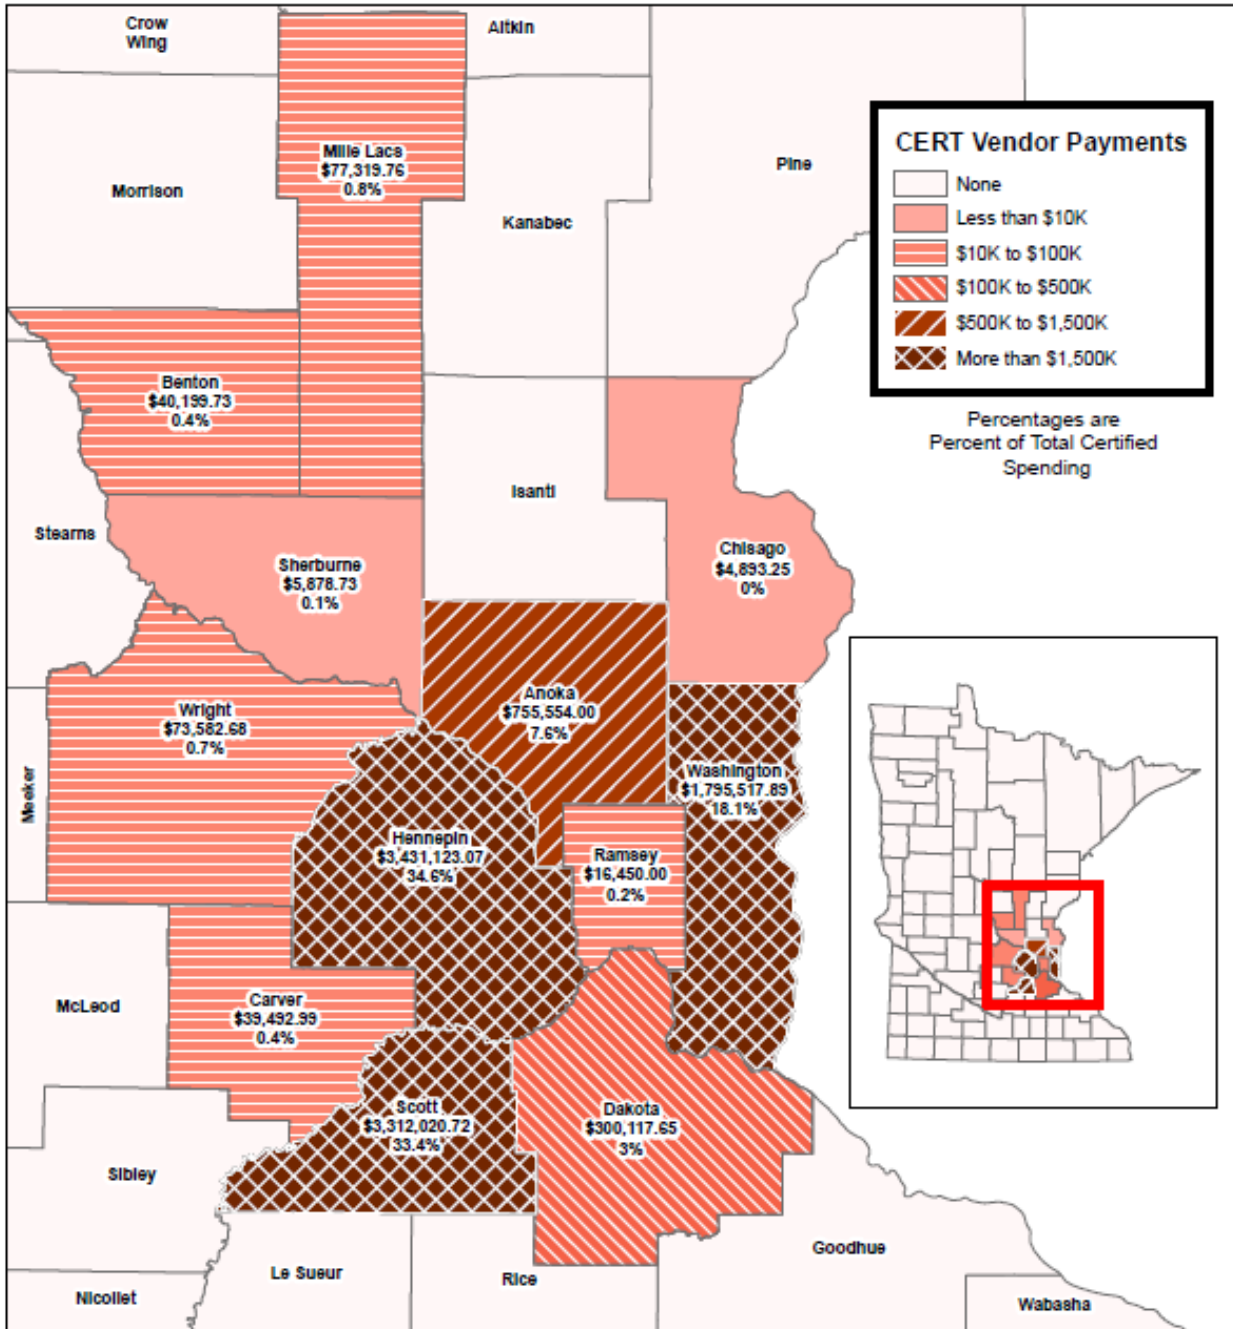 Crow
Wing
Aitkin
Pine
Mille Lacs
$77,319.76
0.8%
Morrison
Kanabec
CERT Vendor Payments
None
Less than $10K
$10K to $100K
$100K to $500K
$500K to $1,500K
More than $1,500K
Percentages are
Percent of Total Certified
Spending
Benton
$40,199.73
0.4%
Isanti
Stearns
Sherburne
$5,878.73
0.1%
Chisago
$4,893.25
0%
Wright
$73,582.68
0.7%
Anoka
$755,554.00
7.6%
Washington
$1,795,517.89
18.1%
Meeker
Hennepin
$3,431,123.07
34.6%
Ramsey
$16,450.00
0.2%
McLeod
Carver
$39,492.99
0.4%
Scott
$3,312,020.72
33.4%
Dakota
$300,117.65
3%
Sibley
Le Sueur
Rice
Goodhue
Nicollet
Wabasha